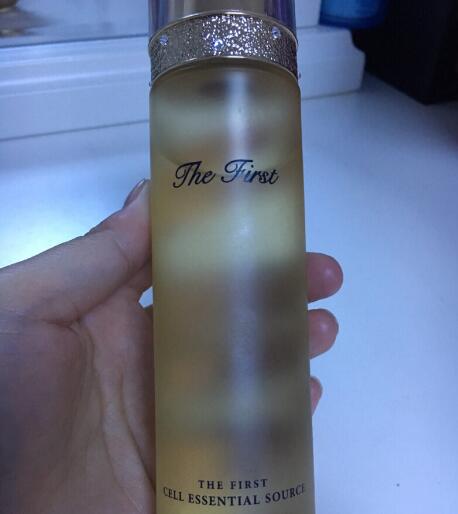 The First
THE FIRST
CELL ESSENTIAL SOURCE